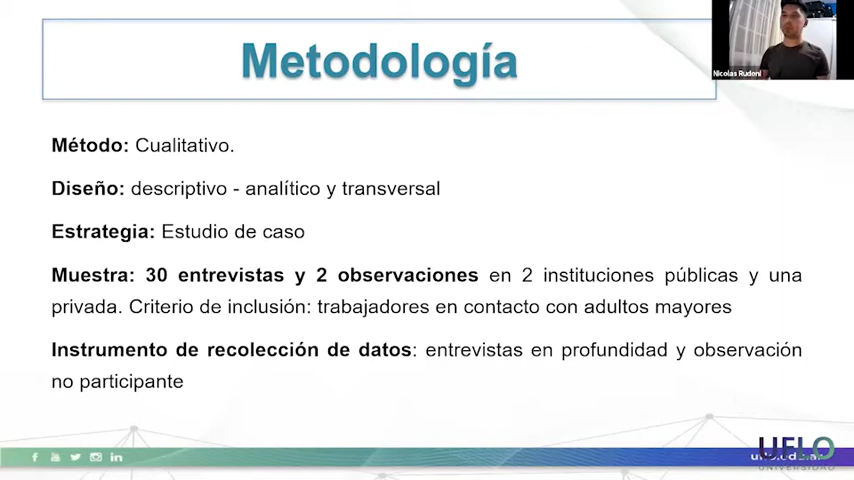 Metodología
Nicolas Rudoni
Método: Cualitativo.
Diseño: descriptivo - analítico y transversal
Estrategia: Estudio de caso
Muestra: 30 entrevistas y 2 observaciones en 2 instituciones públicas y una
privada. Criterio de inclusión: trabajadores en contacto con adultos mayores
Instrumento de recolección de datos: entrevistas en profundidad y observación
no participante
UFLO
UNIVERSIDAD